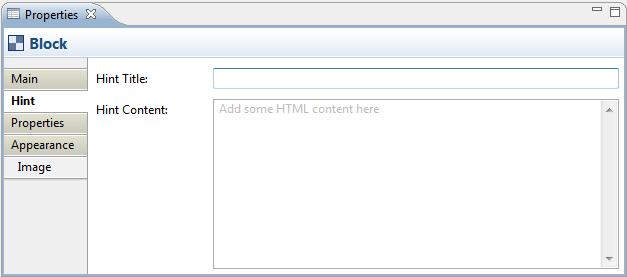 Properties
Block
Main
Hint
Properties
Appearance
Image
Hint Title:
Hint Content:
Add some HTML content here